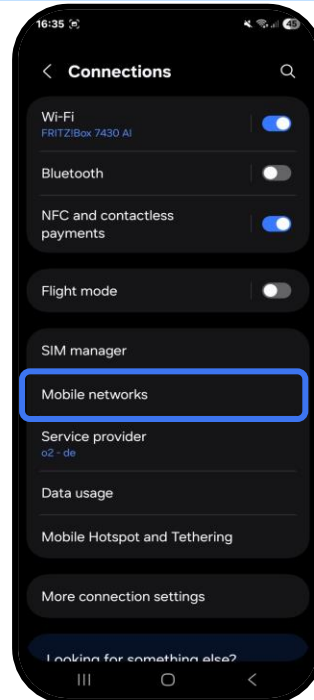 16:35
45
Connections
Wi-Fi
FRITZ!Box 7430 AI
Bluetooth
NFC and contactless
payments
Flight mode
SIM manager
Mobile networks
Service provider
o2 - de
Data usage
Mobile Hotspot and Tethering
More connection settings
Looking for something else?